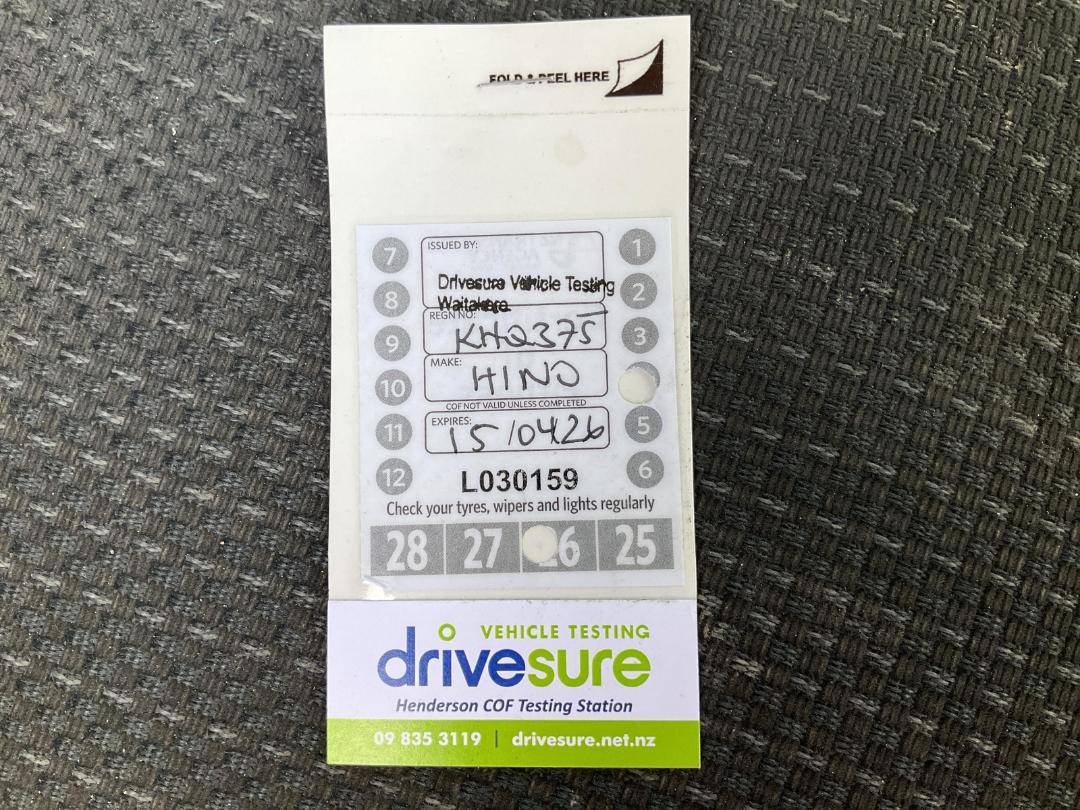 FOLD & PEEL HERE
ISSUED BY:
Drivesure Vehicle Testing
Waitakere
REGN NO:
KHQ375
MAKE:
HINO
COF NOT VALID UNLESS COMPLETED
EXPIRES:
15/04/26
L030159
7
8
9
10
11
12
1
2
3
5
6
Check your tyres, wipers and lights regularly
28 27 26 25
VEHICLE TESTING
drivesure
Henderson COF Testing Station
09 835 3119 | drivesure.net.nz